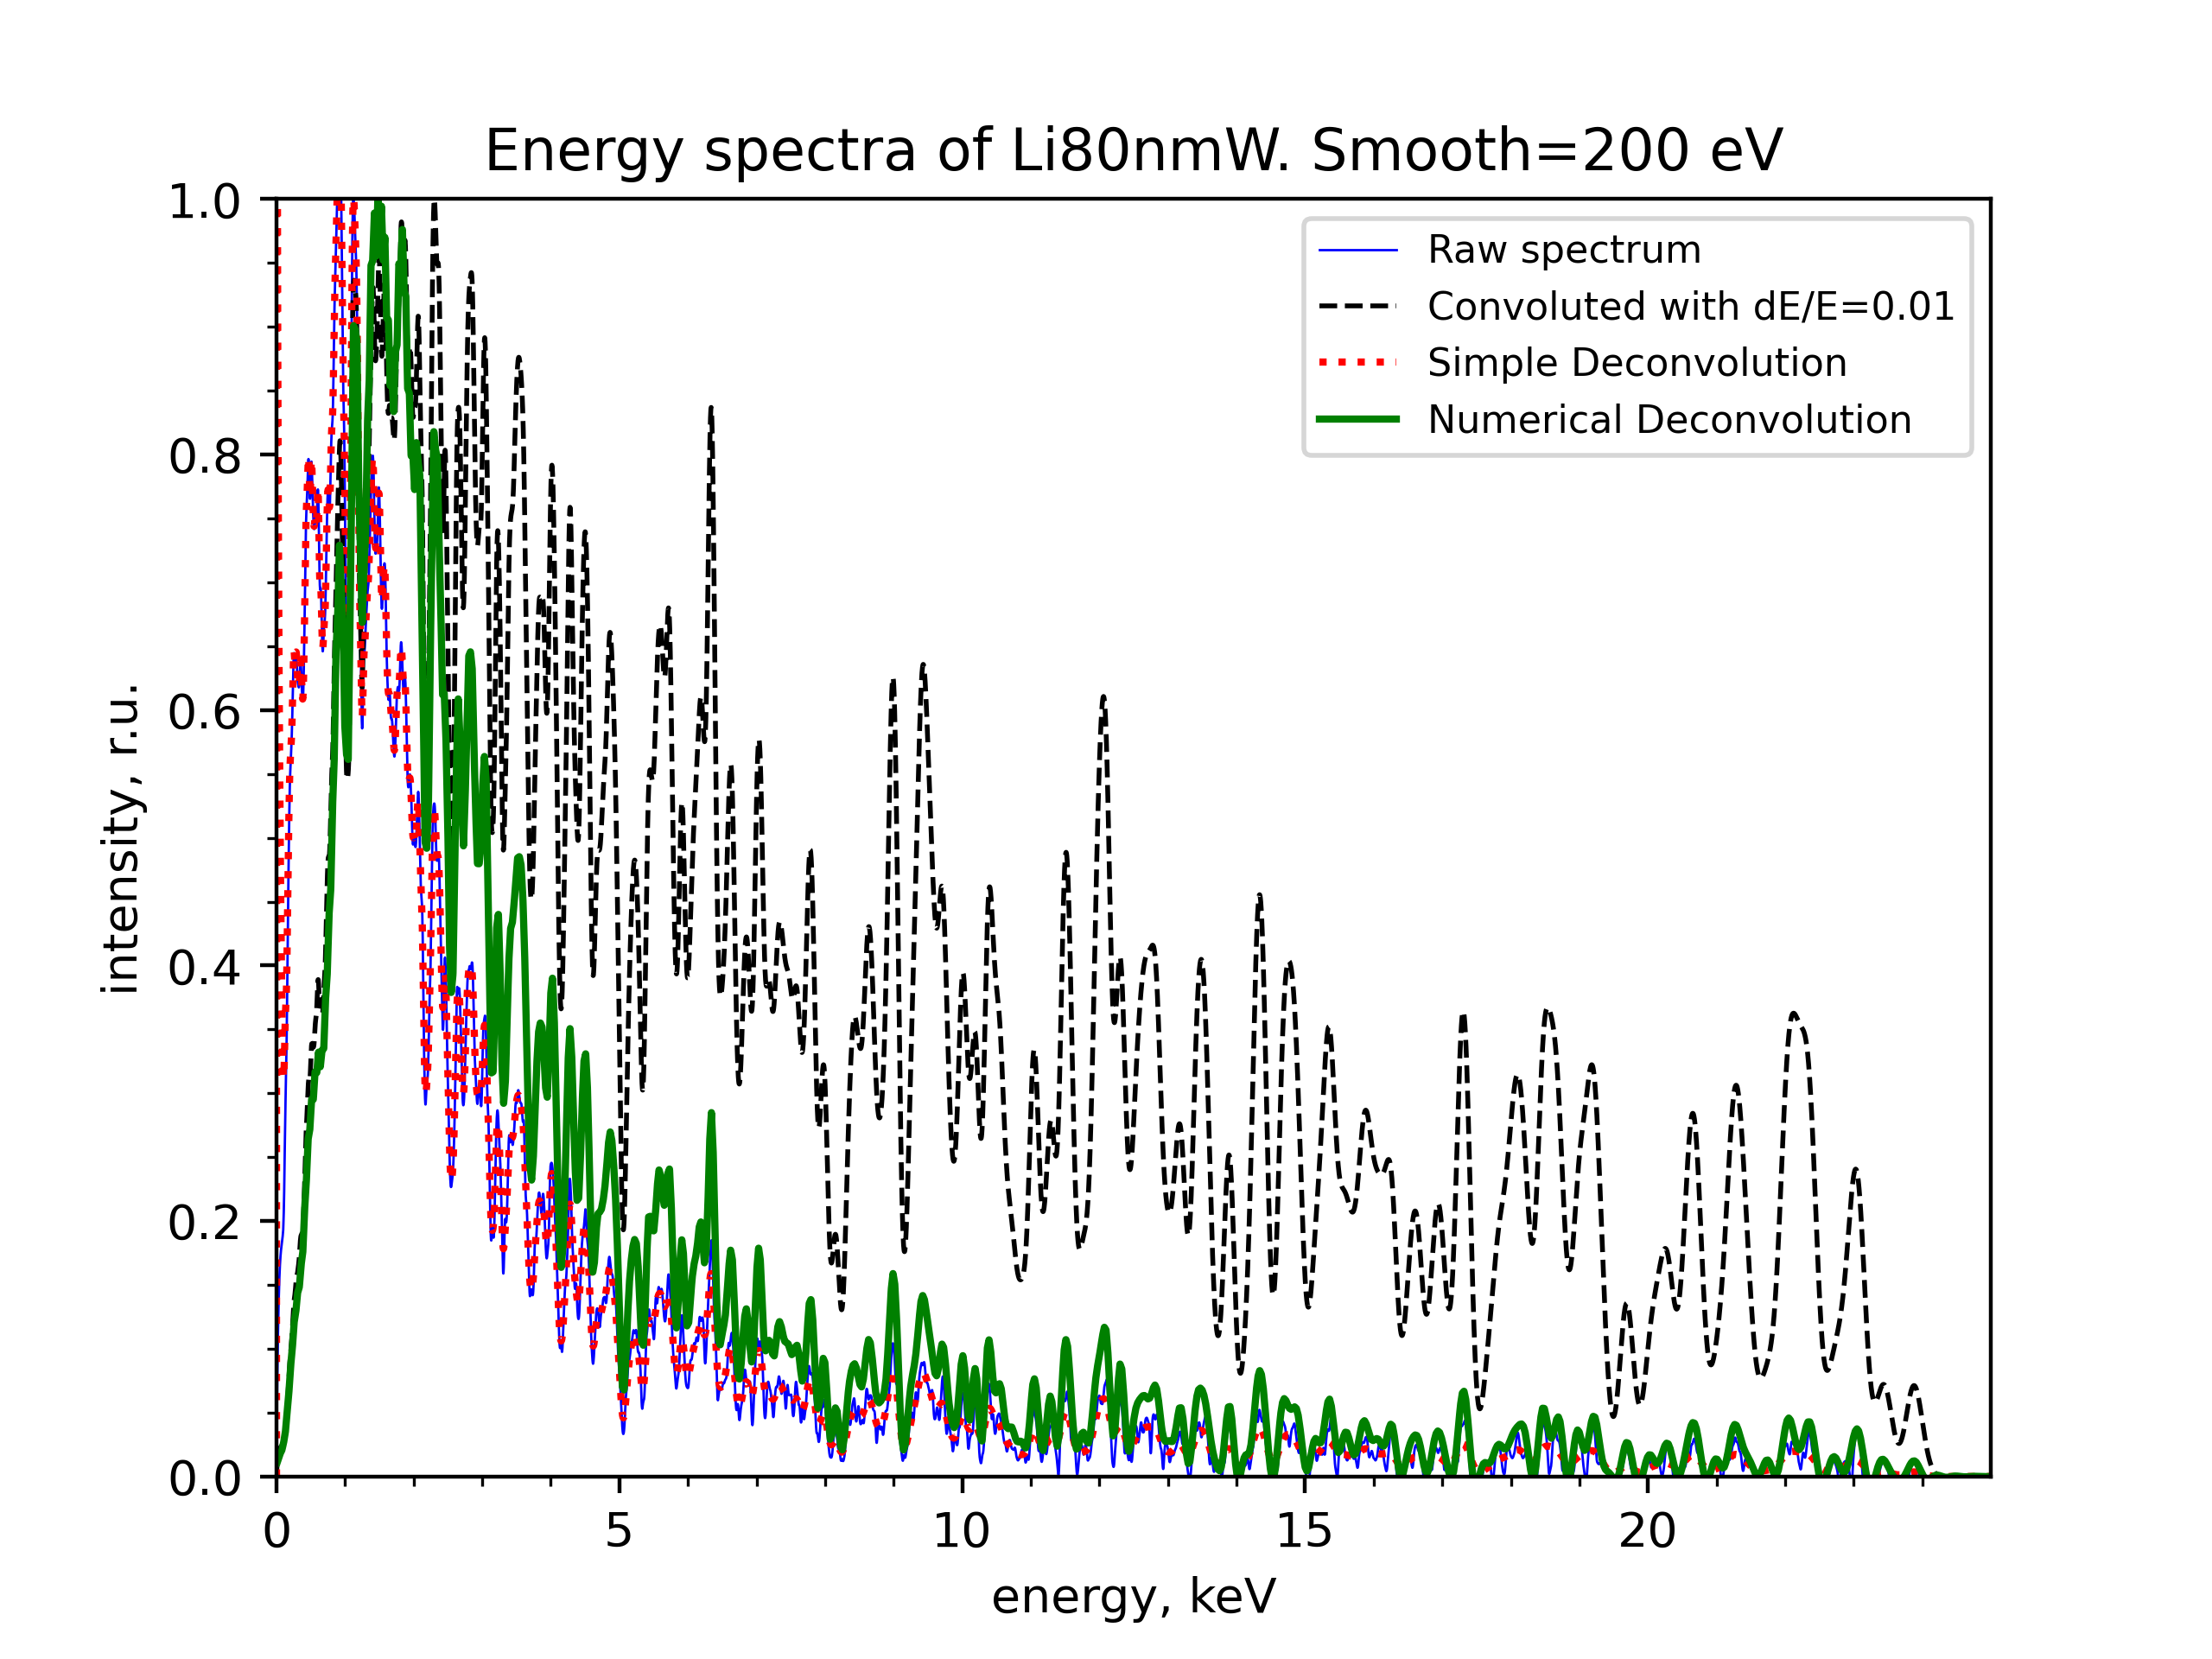 Energy spectra of Li80nmW. Smooth=200 eV
1.0
0.8
0.6
0.4
0.2
0.0
intensity, r.u.
Raw spectrum
Convoluted with dE/E=0.01
Simple Deconvolution
Numerical Deconvolution
0 5 10 15 20
energy, keV